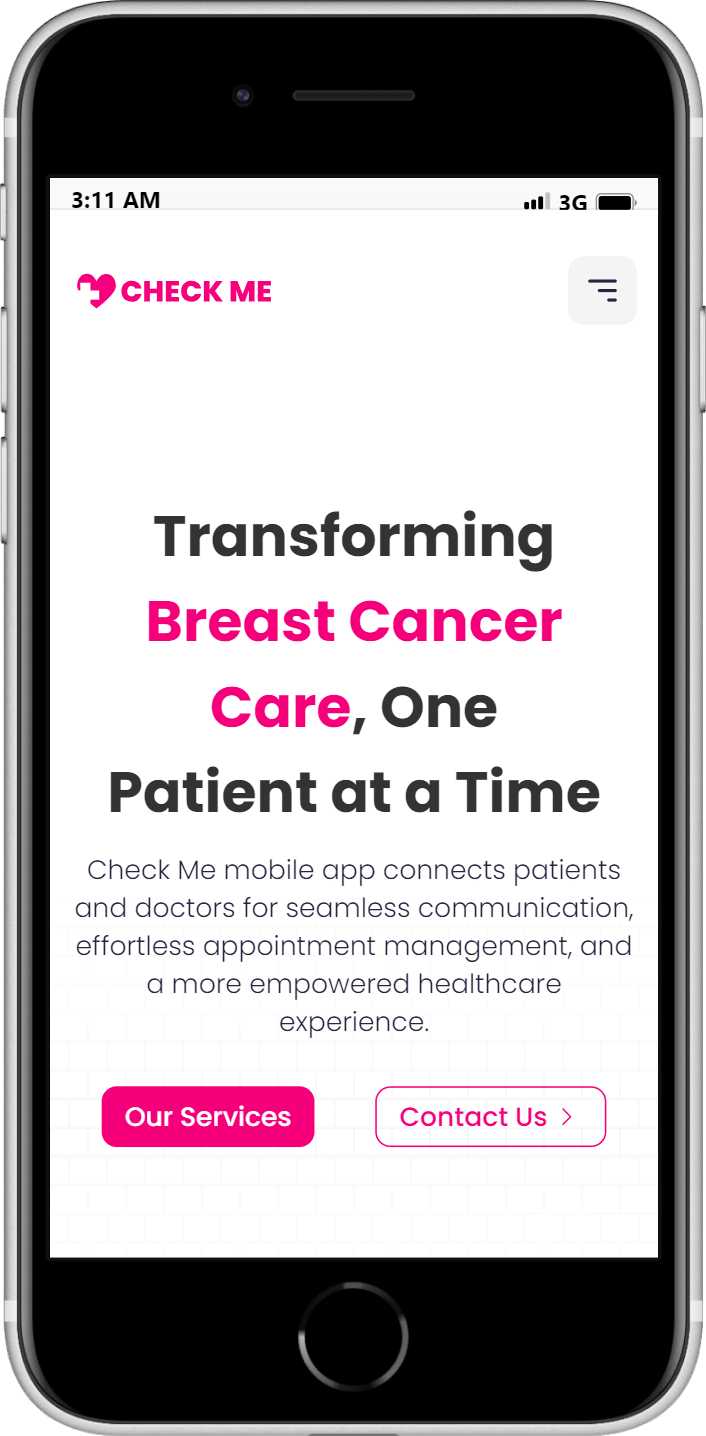 3:11 AM 3G
CHECK ME
Transforming
Breast Cancer
Care, One
Patient at a Time
Check Me mobile app connects patients
and doctors for seamless communication,
effortless appointment management, and
a more empowered healthcare
experience.
Our Services Contact Us